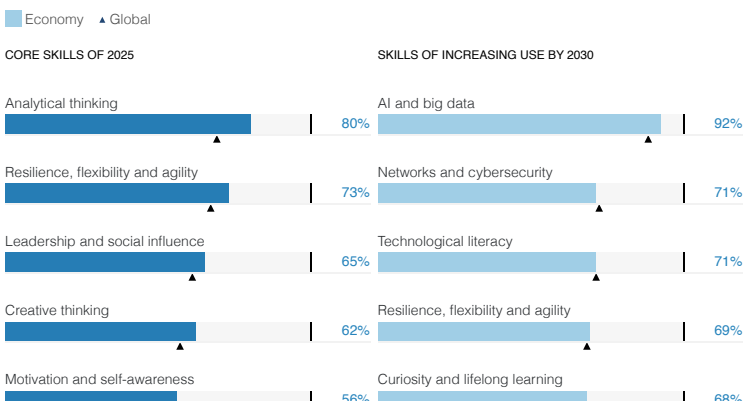 Economy ▲ Global
CORE SKILLS OF 2025
Analytical thinking
80%
Resilience, flexibility and agility
73%
Leadership and social influence
65%
Creative thinking
62%
Motivation and self-awareness
56%
SKILLS OF INCREASING USE BY 2030
AI and big data
92%
Networks and cybersecurity
71%
Technological literacy
71%
Resilience, flexibility and agility
69%
Curiosity and lifelong learning
68%